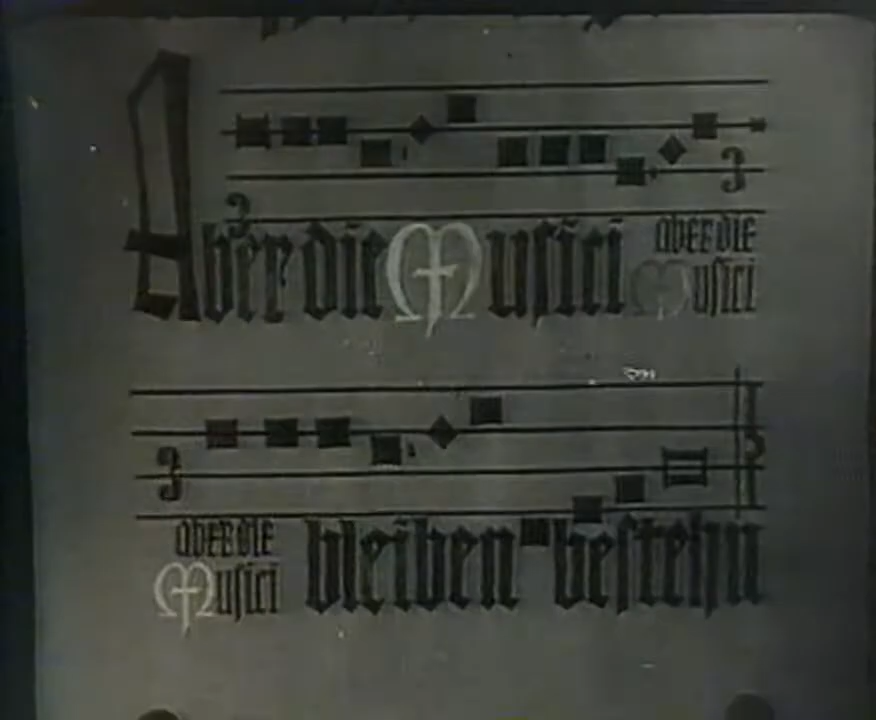 Aber die Musici aber die
Musici
aber die
Musici bleiben bestehn